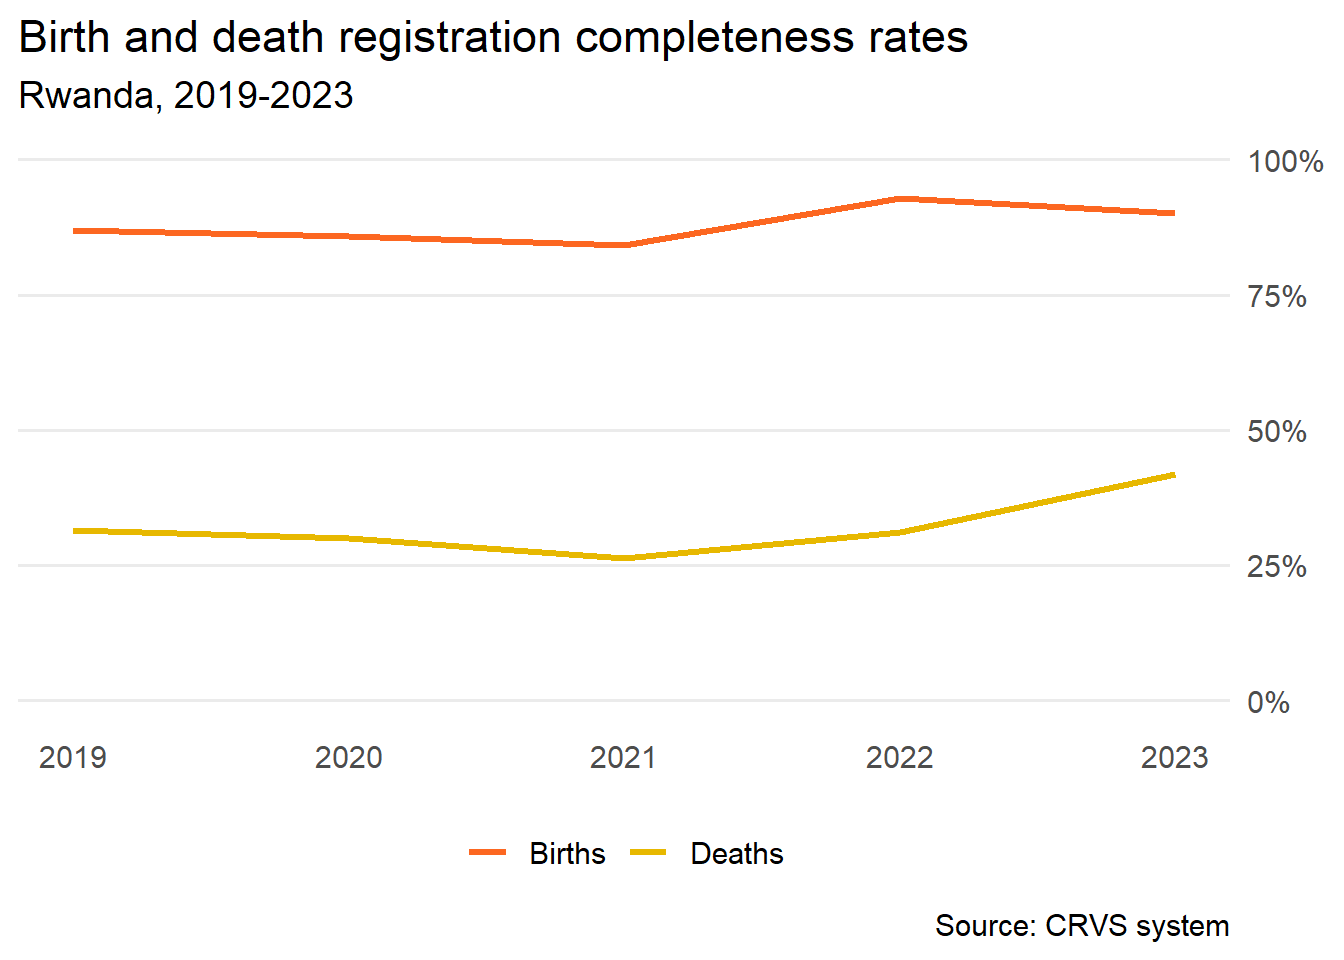 Birth and death registration completeness rates
Rwanda, 2019-2023
100%
75%
50%
25%
0%
2019 2020 2021 2022 2023
Births Deaths
Source: CRVS system